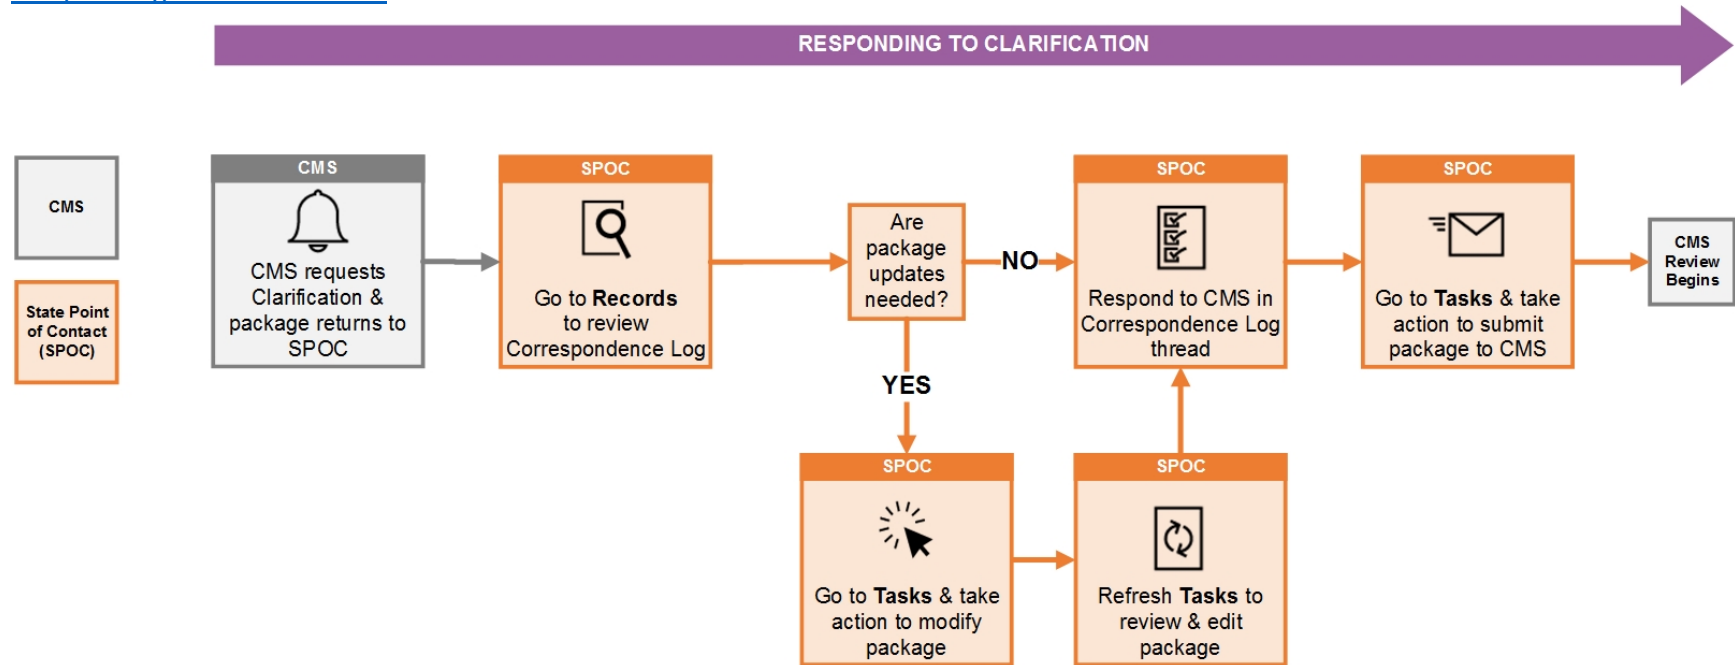 RESPONDING TO CLARIFICATION
CMS
State Point
of Contact
(SPOC)
CMS
CMS requests
Clarification &
package returns to
SPOC
SPOC
Go to Records
to review
Correspondence Log
Are
package
updates
needed?
NO
YES
SPOC
Go to Tasks & take
action to modify
package
SPOC
Refresh Tasks to
review & edit
package
SPOC
Respond to CMS in
Correspondence Log
thread
SPOC
Go to Tasks & take
action to submit
package to CMS
CMS
Review
Begins